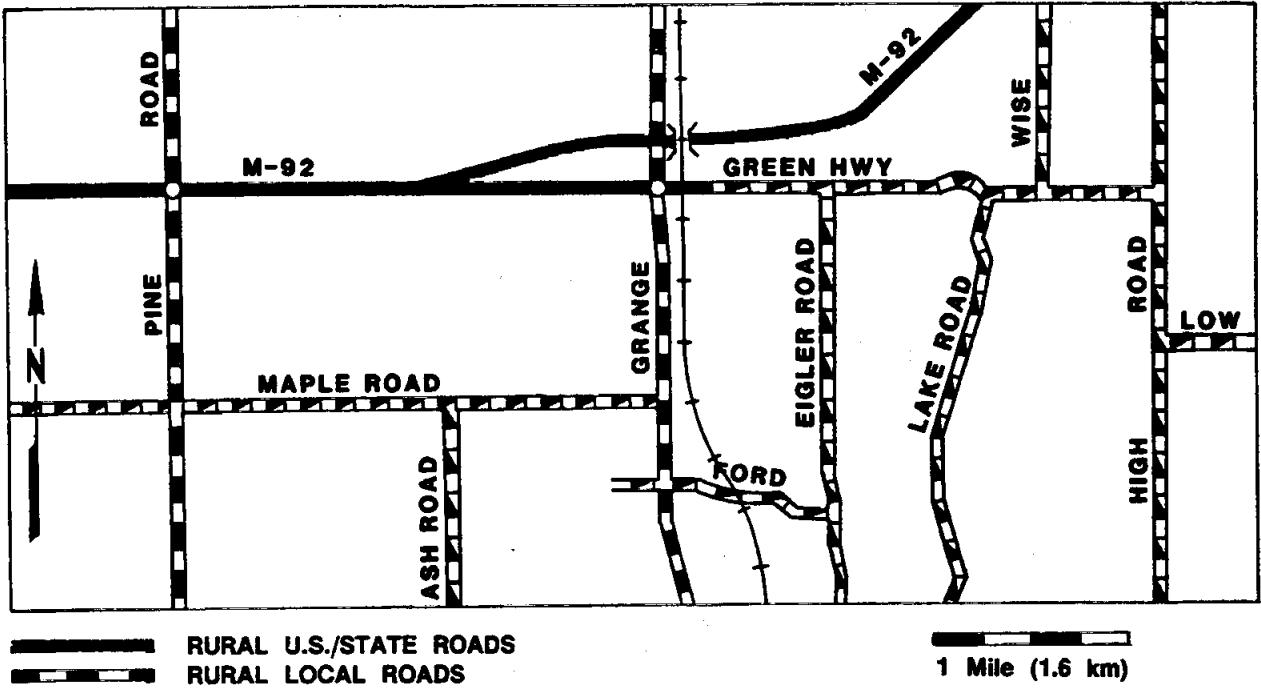 M-92
WISE
ROAD
M-92
GREEN HWY
ROAD
PINE
GRANGE
EIGLER ROAD
LAKE ROAD
LOW
N
MAPLE ROAD
ASH ROAD
FORD
HIGH
RURAL U.S./STATE ROADS
RURAL LOCAL ROADS
1 Mile (1.6 km)